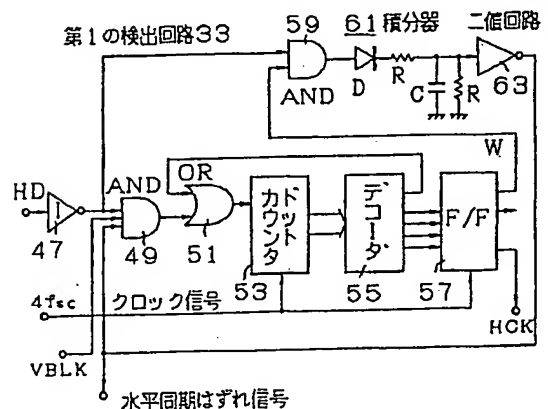 第1の検出回路33
59
61 積分器
二値回路
AND
D
R
C
R
63
W
HD
I
47
AND
49
OR
51
ドットカウンタ
53
デコーダ
55
F/F
57
4fsc
クロック信号
HCK
VBLK
水平同期はずれ信号